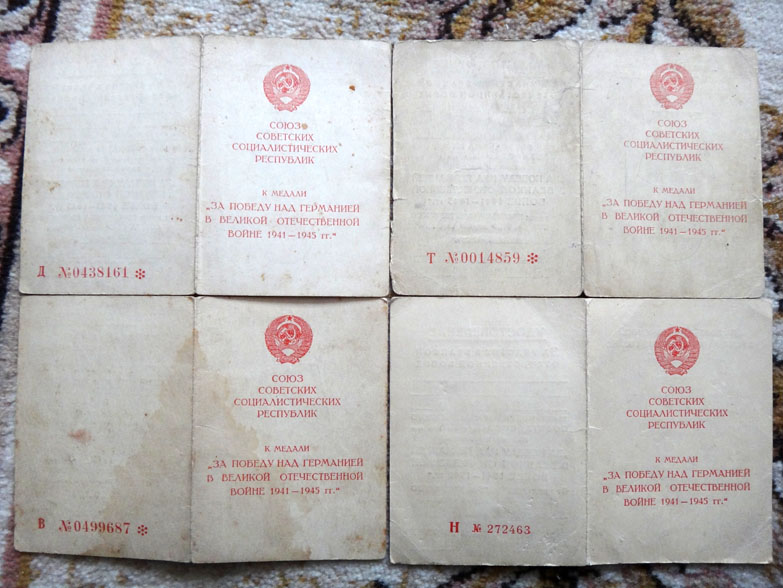 СОЮЗ
СОВЕТСКИХ
СОЦИАЛИСТИЧЕСКИХ
РЕСПУБЛИК
К МЕДАЛИ
„ЗА ПОБЕДУ НАД ГЕРМАНИЕЙ
В ВЕЛИКОЙ ОТЕЧЕСТВЕННОЙ
ВОЙНЕ 1941—1945 гг.“
Д №0438161 *
СОЮЗ
СОВЕТСКИХ
СОЦИАЛИСТИЧЕСКИХ
РЕСПУБЛИК
К МЕДАЛИ
„ЗА ПОБЕДУ НАД ГЕРМАНИЕЙ
В ВЕЛИКОЙ ОТЕЧЕСТВЕННОЙ
ВОЙНЕ 1941—1945 гг.“
Т №0014859 *
СОЮЗ
СОВЕТСКИХ
СОЦИАЛИСТИЧЕСКИХ
РЕСПУБЛИК
К МЕДАЛИ
„ЗА ПОБЕДУ НАД ГЕРМАНИЕЙ
В ВЕЛИКОЙ ОТЕЧЕСТВЕННОЙ
ВОЙНЕ 1941—1945 гг.“
В №0499687 *
СОЮЗ
СОВЕТСКИХ
СОЦИАЛИСТИЧЕСКИХ
РЕСПУБЛИК
К МЕДАЛИ
„ЗА ПОБЕДУ НАД ГЕРМАНИЕЙ
В ВЕЛИКОЙ ОТЕЧЕСТВЕННОЙ
ВОЙНЕ 1941—1945 гг.“
Н № 272463